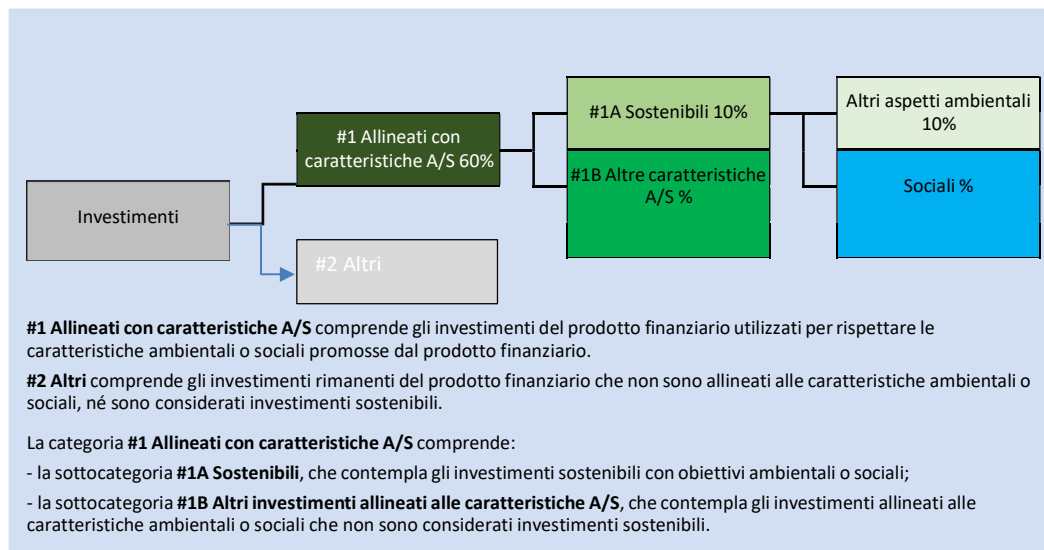 #1 Allineati con
caratteristiche A/S 60%
#1A Sostenibili 10%
Altri aspetti ambientali
10%
#1B Altre caratteristiche
A/S %
Sociali %
Investimenti
#2 Altri
#1 Allineati con caratteristiche A/S comprende gli investimenti del prodotto finanziario utilizzati per rispettare le
caratteristiche ambientali o sociali promosse dal prodotto finanziario.
#2 Altri comprende gli investimenti rimanenti del prodotto finanziario che non sono allineati alle caratteristiche ambientali o
sociali, né sono considerati investimenti sostenibili.
La categoria #1 Allineati con caratteristiche A/S comprende:
- la sottocategoria #1A Sostenibili, che contempla gli investimenti sostenibili con obiettivi ambientali o sociali;
- la sottocategoria #1B Altri investimenti allineati alle caratteristiche A/S, che contempla gli investimenti allineati alle
caratteristiche ambientali o sociali che non sono considerati investimenti sostenibili.